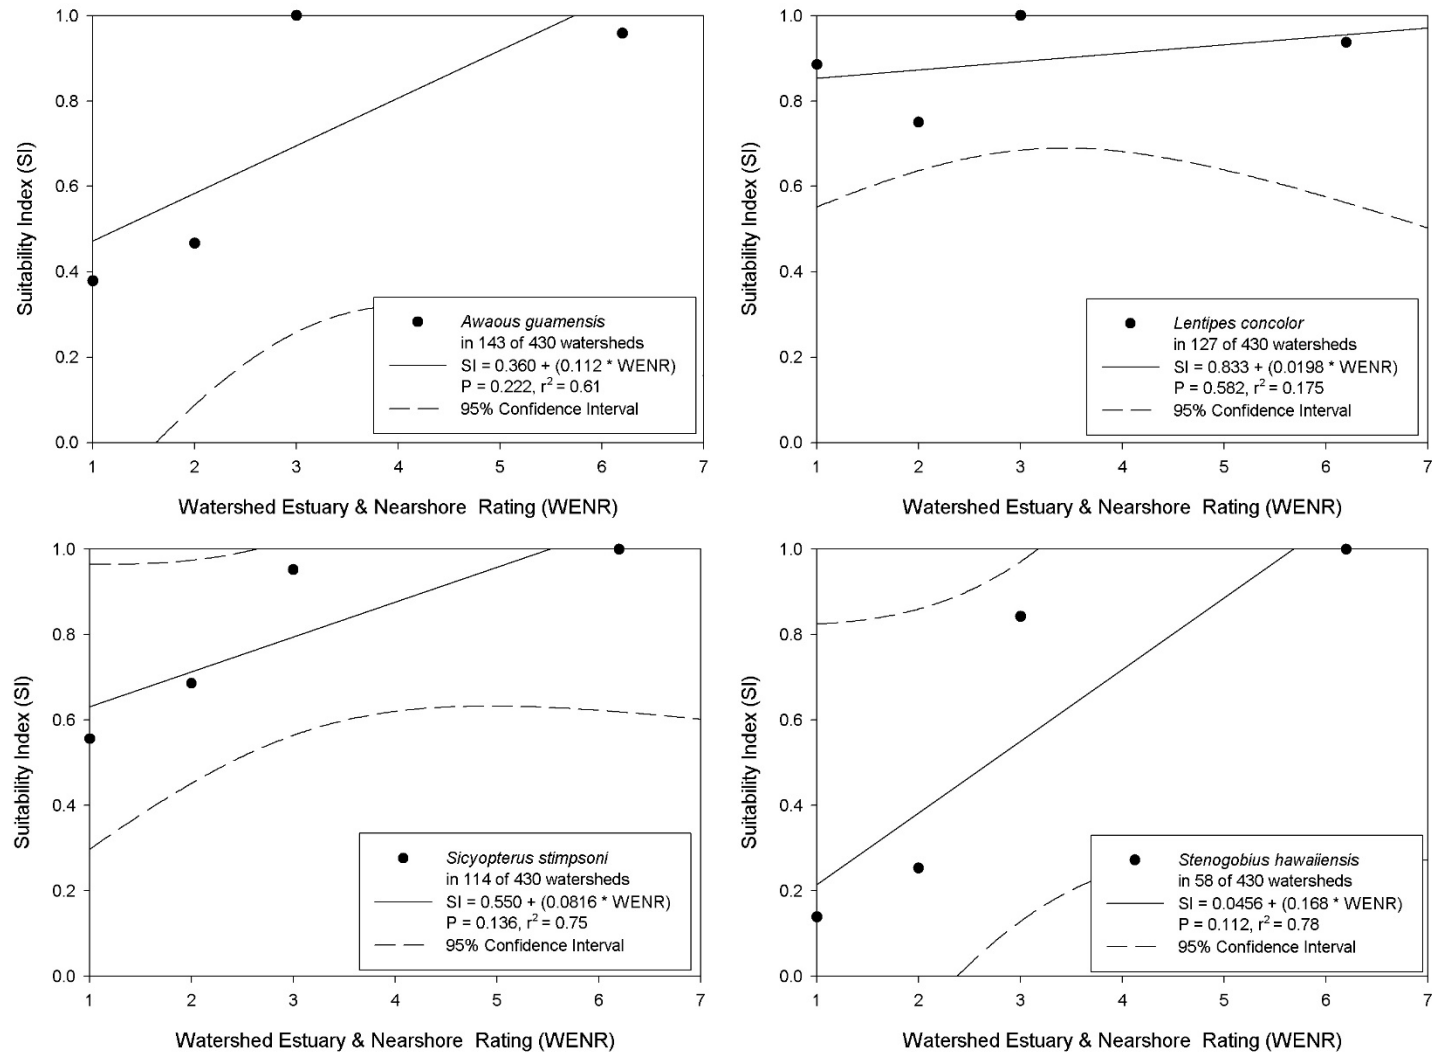 1.0
0.8
0.6
0.4
0.2
0.0
Suitability Index (SI)
1 2 3 4 5 6 7
Watershed Estuary & Nearshore Rating (WENR)
Awaous guamensis
in 143 of 430 watersheds
SI = 0.360 + (0.112 * WENR)
P = 0.222, r² = 0.61
95% Confidence Interval
1.0
0.8
0.6
0.4
0.2
0.0
Suitability Index (SI)
1 2 3 4 5 6 7
Watershed Estuary & Nearshore Rating (WENR)
Lentipes concolor
in 127 of 430 watersheds
SI = 0.833 + (0.0198 * WENR)
P = 0.582, r² = 0.175
95% Confidence Interval
1.0
0.8
0.6
0.4
0.2
0.0
Suitability Index (SI)
1 2 3 4 5 6 7
Watershed Estuary & Nearshore Rating (WENR)
Sicyopterus stimpsoni
in 114 of 430 watersheds
SI = 0.550 + (0.0816 * WENR)
P = 0.136, r² = 0.75
95% Confidence Interval
1.0
0.8
0.6
0.4
0.2
0.0
Suitability Index (SI)
1 2 3 4 5 6 7
Watershed Estuary & Nearshore Rating (WENR)
Stenogobius hawaiiensis
in 58 of 430 watersheds
SI = 0.0456 + (0.168 * WENR)
P = 0.112, r² = 0.78
95% Confidence Interval